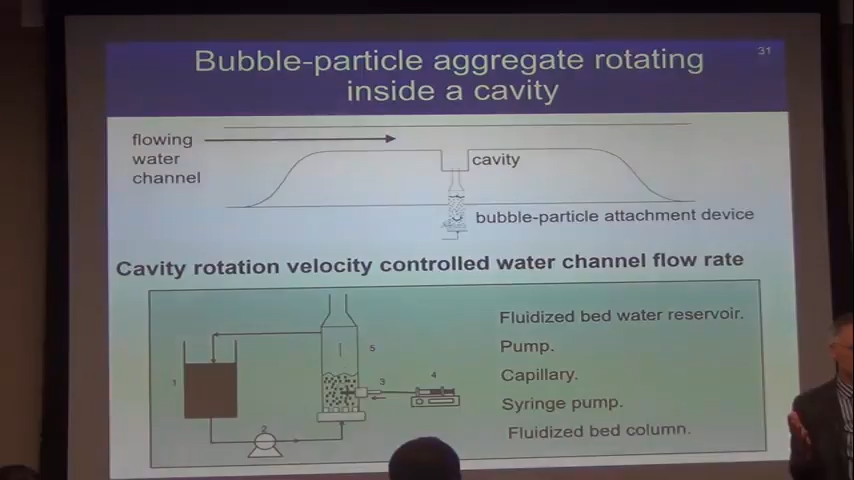 31
Bubble-particle aggregate rotating
inside a cavity
flowing
water
channel
cavity
bubble-particle attachment device
Cavity rotation velocity controlled water channel flow rate
Fluidized bed water reservoir.
Pump.
Capillary.
Syringe pump.
Fluidized bed column.
1
2
3
4
5